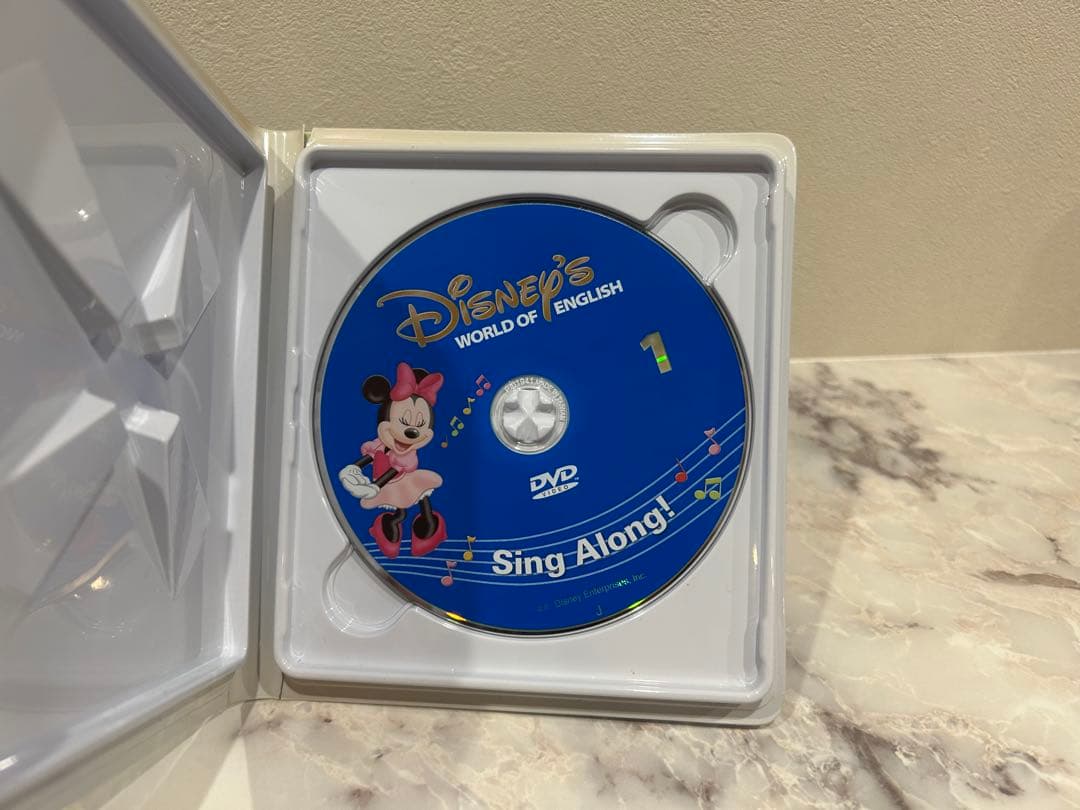 DISNEY'S
WORLD OF ENGLISH
1
DVD
VIDEO
Sing Along!
Disney Enterprises, Inc.
J